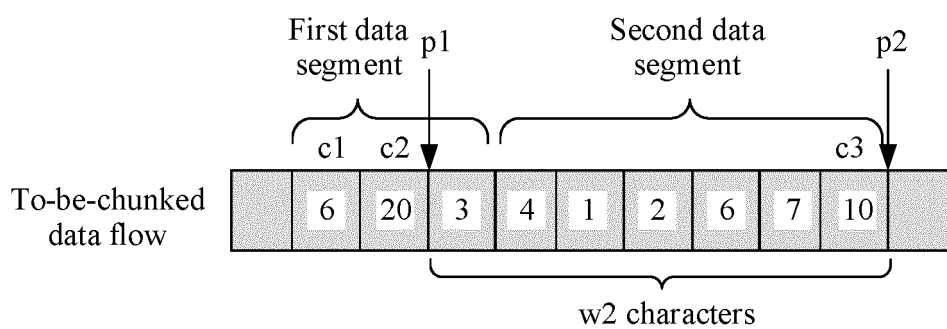 First data
segment
p1
Second data
segment
p2
c1 c2 c3
To-be-chunked
data flow
6 20 3 4 1 2 6 7 10
w2 characters